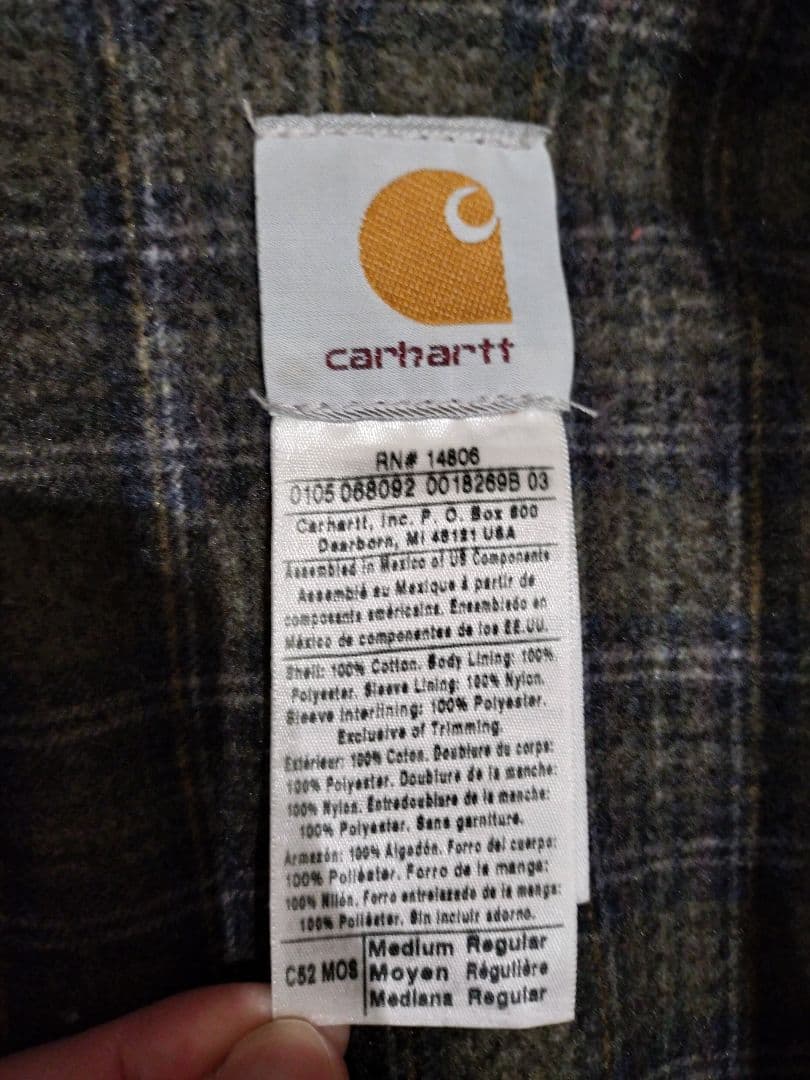 carhartt
RN# 14806
0105 068092 0018269B 03
Carhartt, Inc. P. O. Box 600
Dearborn, MI 48121 USA
Assembled in Mexico of US Components
Assemblé au Mexique à partir de
composants américains. Ensamblado en
México de componentes de los EE.UU.
Shell: 100% Cotton. Body Lining: 100%
Polyester. Sleeve Lining: 100% Nylon.
Sleeve Interlining: 100% Polyester.
Exclusive of Trimming.
Extérieur: 100% Coton. Doublure du corps:
100% Polyester. Doublure de la manche:
100% Nylon. Entredoublure de la manche:
100% Polyester. Sans garniture.
Armazón: 100% Algodón. Forro del cuerpo:
100% Poliéster. Forro de la manga:
100% Nilón. Forro entrelazado de la manga:
100% Poliéster. Sin incluir adorno.
C52 MOS
Medium Regular
Moyen Régulière
Mediana Regular